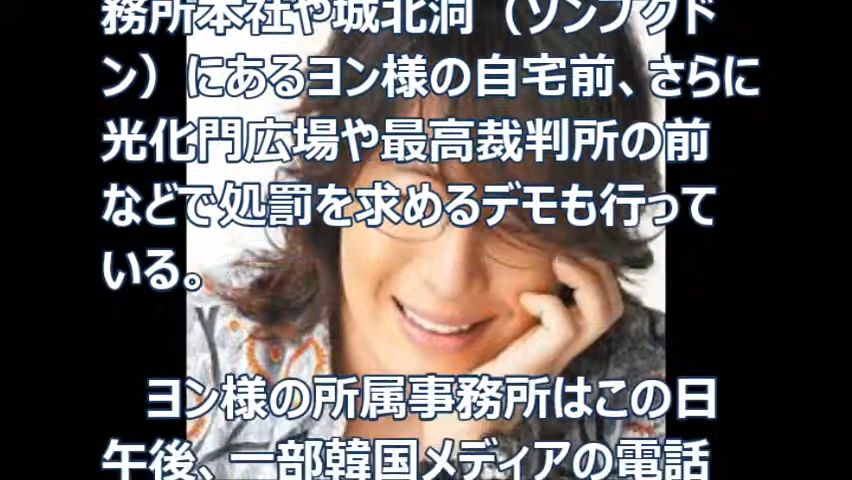 務所本社や城北洞（ソンブクド
ン）にあるヨン様の自宅前、さらに
光化門広場や最高裁判所の前
などで処罰を求めるデモも行って
いる。
ヨン様の所属事務所はこの日
午後、一部韓国メディアの電話